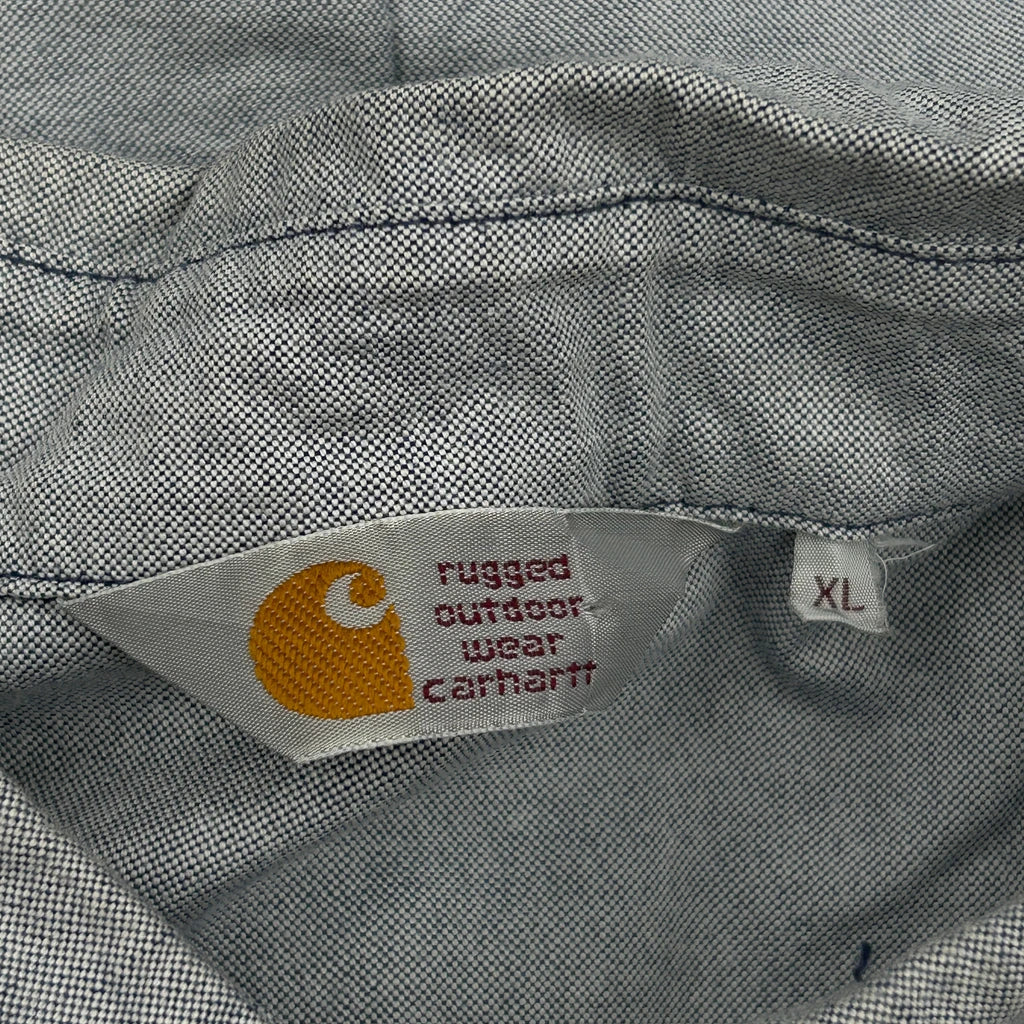 rugged
outdoor
wear
carhartt
XL